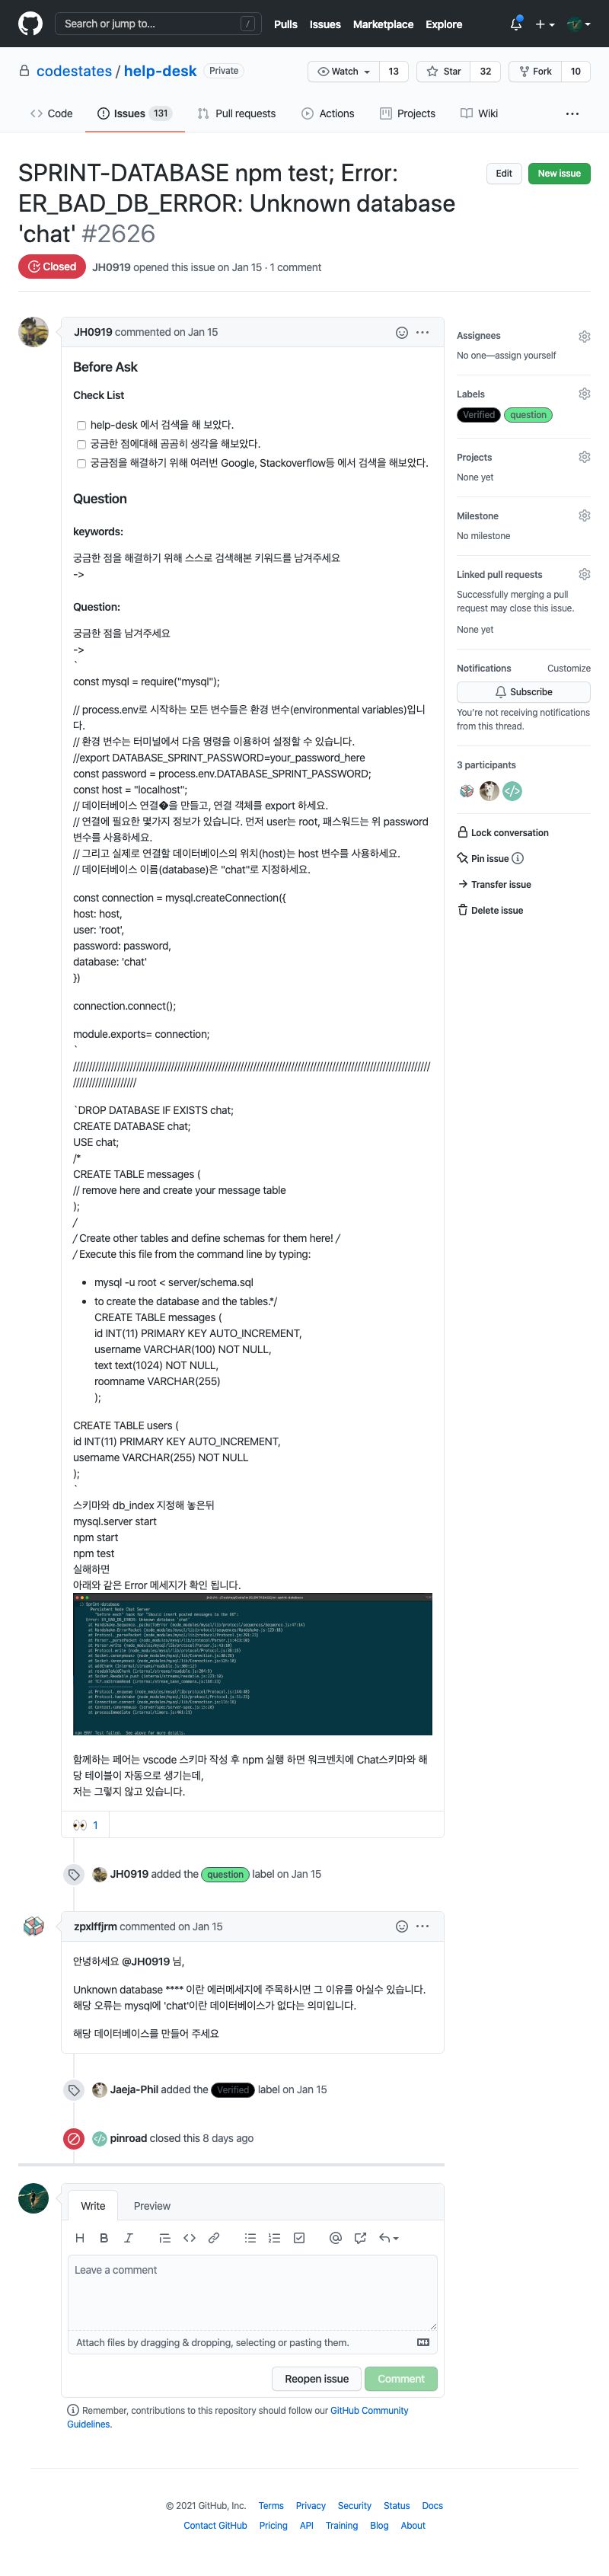 Search or jump to... /
Pulls Issues Marketplace Explore
codestates / help-desk Private
Watch 13 Star 32 Fork 10
Code Issues 131 Pull requests Actions Projects Wiki
SPRINT-DATABASE npm test; Error:
ER_BAD_DB_ERROR: Unknown database
'chat' #2626
Edit New issue
Closed JH0919 opened this issue on Jan 15 · 1 comment
JH0919 commented on Jan 15
Before Ask
Check List
help-desk 에서 검색을 해 보았다.
궁금한 점에대해 곰곰히 생각을 해보았다.
궁금점을 해결하기 위해 여러번 Google, Stackoverflow등 에서 검색을 해보았다.
Question
keywords:
궁금한 점을 해결하기 위해 스스로 검색해본 키워드를 남겨주세요
->
Question:
궁금한 점을 남겨주세요
->
`
const mysql = require("mysql");
// process.env로 시작하는 모든 변수들은 환경 변수(environmental variables)입니
다.
// 환경 변수는 터미널에서 다음 명령을 이용하여 설정할 수 있습니다.
//export DATABASE_SPRINT_PASSWORD=your_password_here
const password = process.env.DATABASE_SPRINT_PASSWORD;
const host = "localhost";
// 데이터베이스 연결�을 만들고, 연결 객체를 export 하세요.
// 연결에 필요한 몇가지 정보가 있습니다. 먼저 user는 root, 패스워드는 위 password
변수를 사용하세요.
// 그리고 실제로 연결할 데이터베이스의 위치(host)는 host 변수를 사용하세요.
// 데이터베이스 이름(database)은 "chat"로 지정하세요.
const connection = mysql.createConnection({
host: host,
user: 'root',
password: password,
database: 'chat'
})
connection.connect();
module.exports= connection;
`
`DROP DATABASE IF EXISTS chat;
CREATE DATABASE chat;
USE chat;
/*
CREATE TABLE messages (
// remove here and create your message table
);
/
/ Create other tables and define schemas for them here! /
/ Execute this file from the command line by typing:
• mysql -u root < server/schema.sql
• to create the database and the tables.*/
CREATE TABLE messages (
id INT(11) PRIMARY KEY AUTO_INCREMENT,
username VARCHAR(100) NOT NULL,
text text(1024) NOT NULL,
roomname VARCHAR(255)
);
CREATE TABLE users (
id INT(11) PRIMARY KEY AUTO_INCREMENT,
username VARCHAR(255) NOT NULL
);
`
스키마와 db_index 지정해 놓은뒤
mysql.server start
npm start
npm test
실해하면
아래와 같은 Error 메세지가 확인 됩니다.
함께하는 페어는 vscode 스키마 작성 후 npm 실행 하면 워크벤치에 Chat스키마와 해
당 테이블이 자동으로 생기는데,
저는 그렇지 않고 있습니다.
1
JH0919 added the question label on Jan 15
zpxlffjrm commented on Jan 15
안녕하세요 @JH0919 님,
Unknown database **** 이란 에러메세지에 주목하시면 그 이유를 아실수 있습니다.
해당 오류는 mysql에 'chat'이란 데이터베이스가 없다는 의미입니다.
해당 데이터베이스를 만들어 주세요
Jaeja-Phil added the Verified label on Jan 15
pinroad closed this 8 days ago
Write Preview
Leave a comment
Attach files by dragging & dropping, selecting or pasting them.
Reopen issue Comment
Remember, contributions to this repository should follow our GitHub Community
Guidelines.
Assignees
No one—assign yourself
Labels
Verified question
Projects
None yet
Milestone
No milestone
Linked pull requests
Successfully merging a pull
request may close this issue.
None yet
Notifications Customize
Subscribe
You're not receiving notifications
from this thread.
3 participants
Lock conversation
Pin issue
Transfer issue
Delete issue
© 2021 GitHub, Inc. Terms Privacy Security Status Docs
Contact GitHub Pricing API Training Blog About